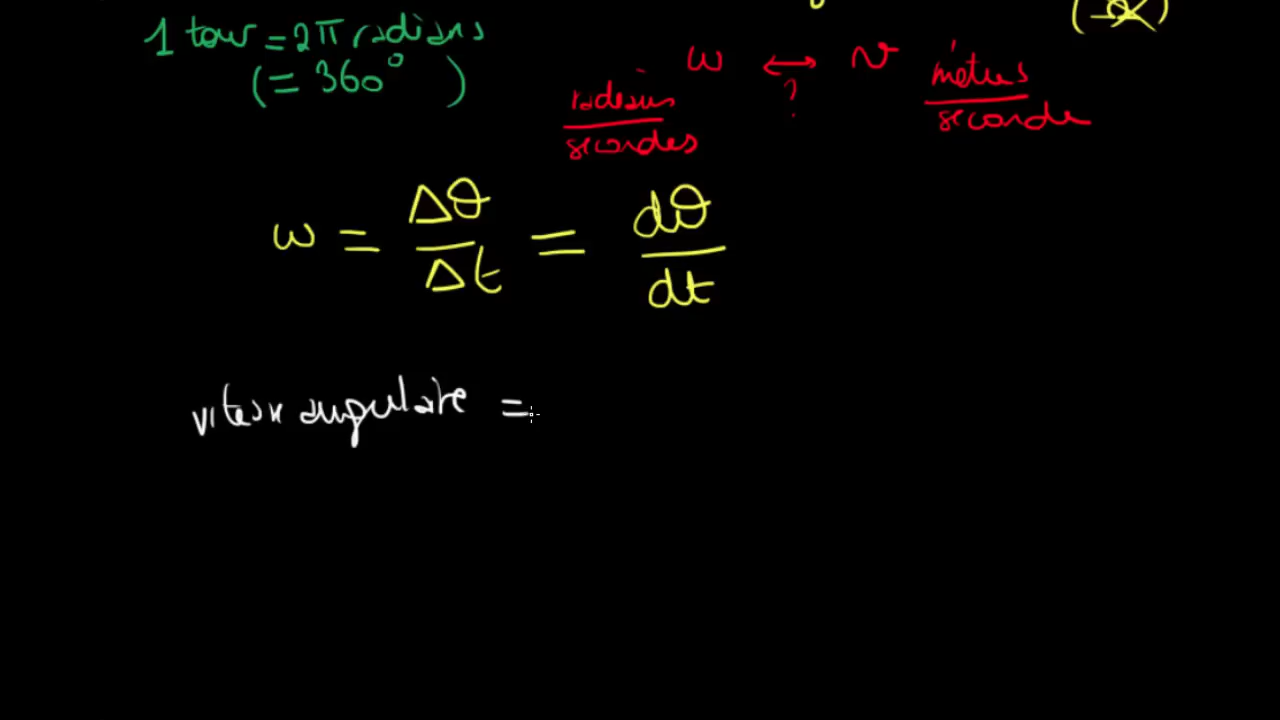 1 tour = 2π radians
(= 360°)
ω ↔ v
?
radians
secondes
mètres
seconde
ω = Δθ/Δt = dθ/dt
vitesse angulaire =